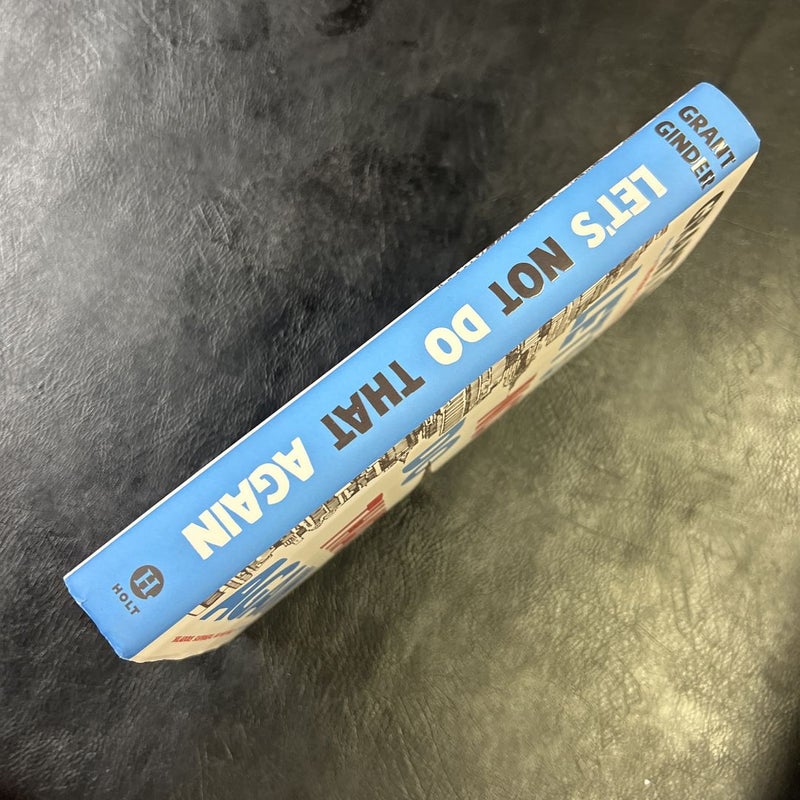 GRANT
GINDER
LET'S NOT DO THAT AGAIN
H
HOLT